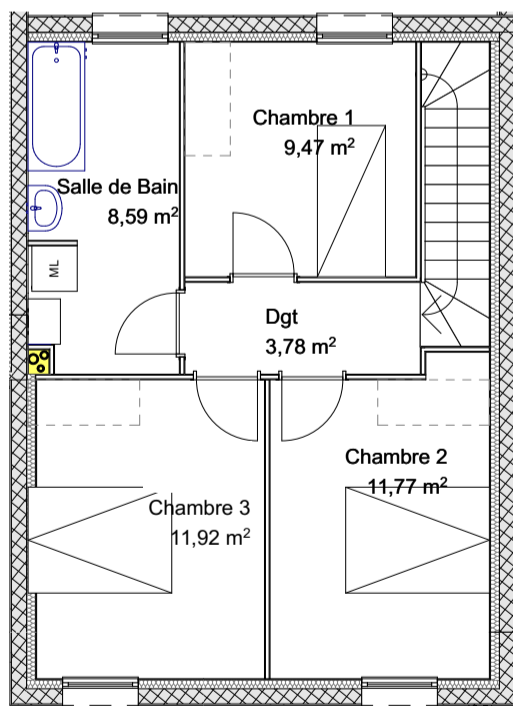 Chambre 1
9,47 m²
Salle de Bain
8,59 m²
ML
Dgt
3,78 m²
Chambre 2
11,77 m²
Chambre 3
11,92 m²